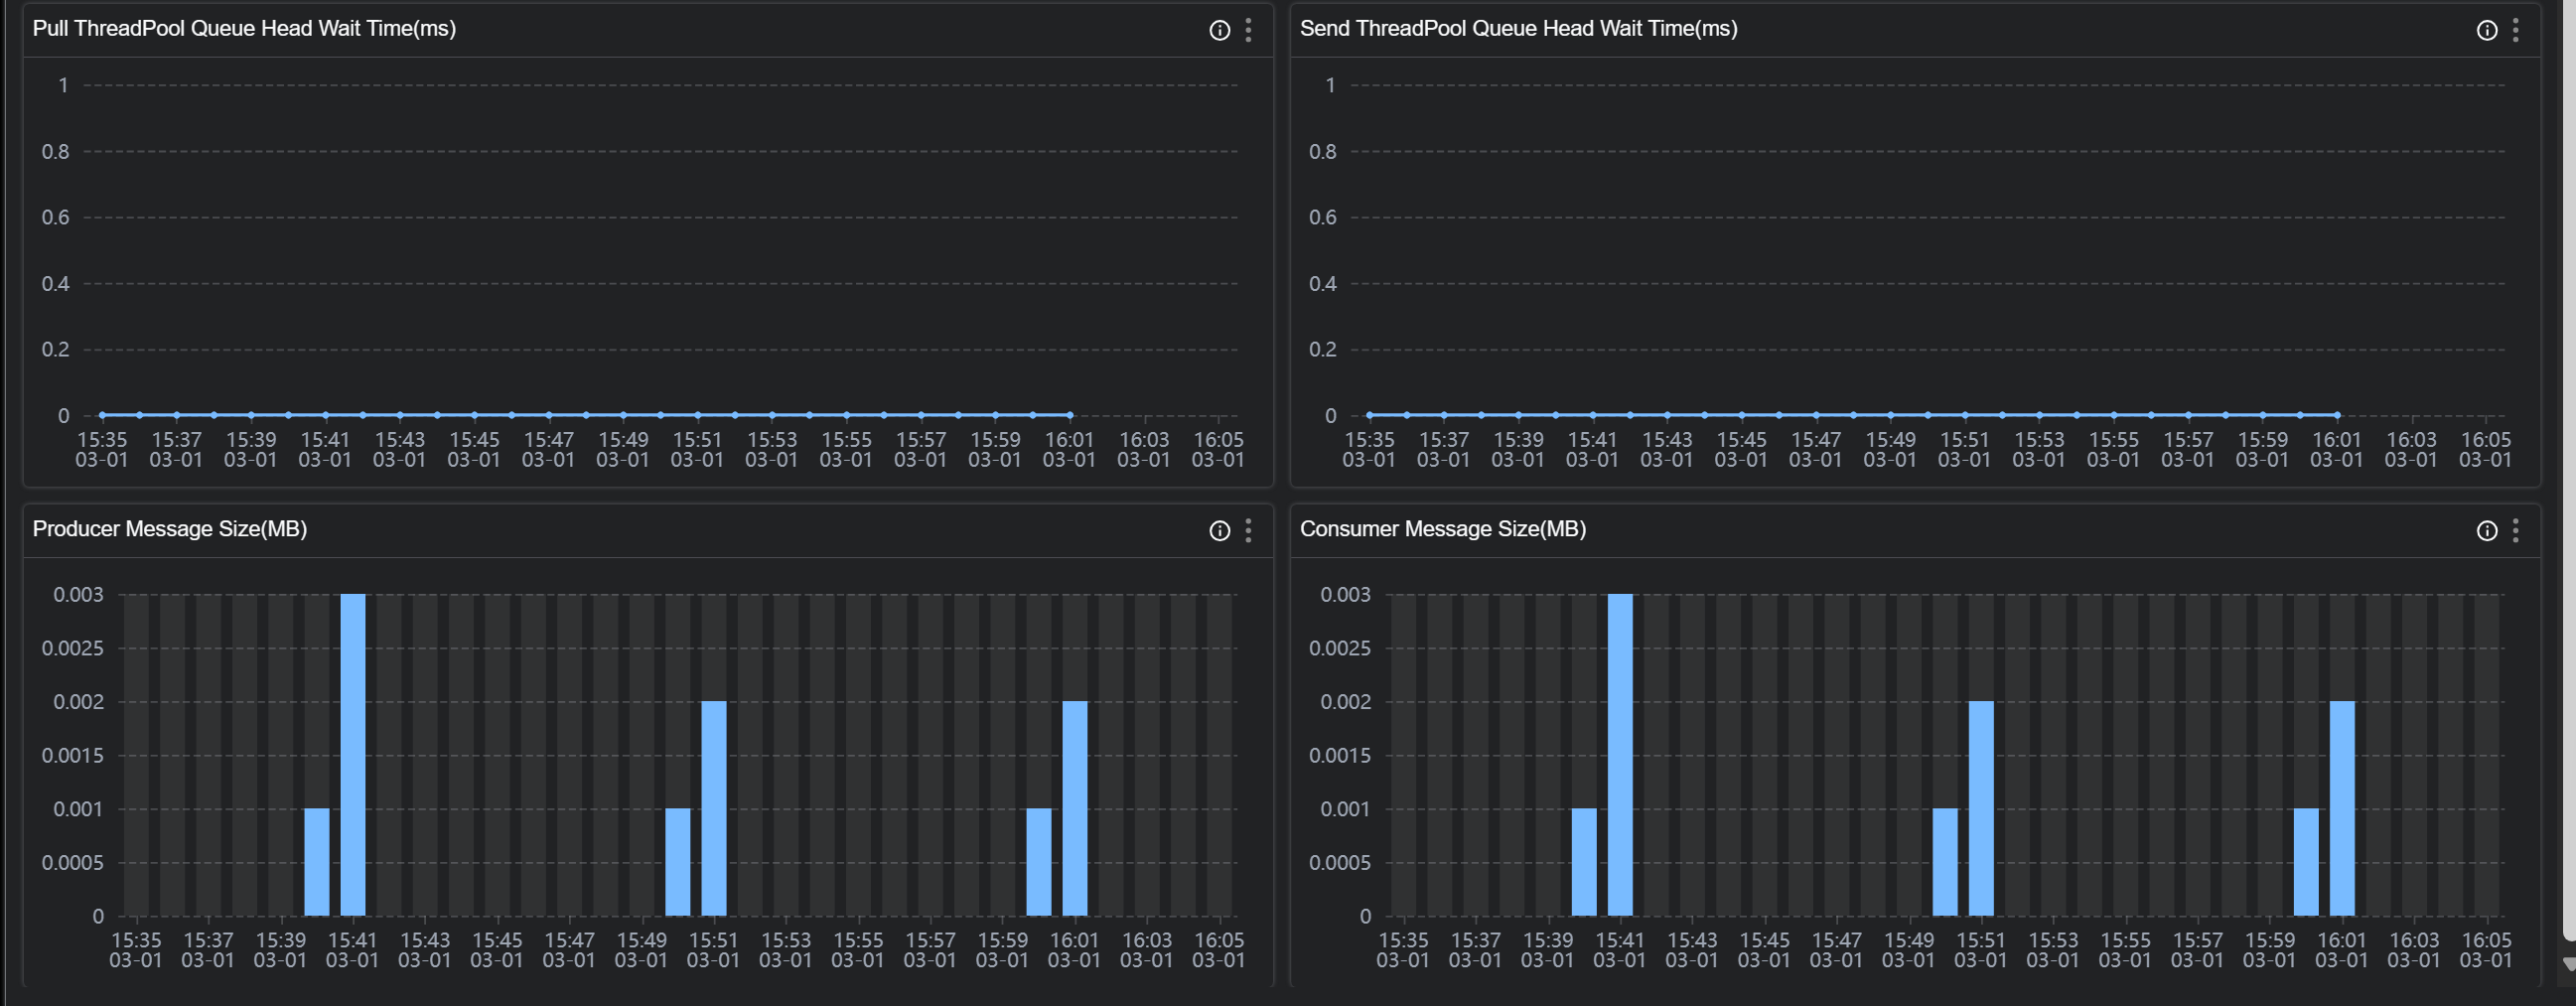 Pull ThreadPool Queue Head Wait Time(ms)
1
0.8
0.6
0.4
0.2
0
15:35 15:37 15:39 15:41 15:43 15:45 15:47 15:49 15:51 15:53 15:55 15:57 15:59 16:01 16:03 16:05
03-01 03-01 03-01 03-01 03-01 03-01 03-01 03-01 03-01 03-01 03-01 03-01 03-01 03-01 03-01 03-01
Send ThreadPool Queue Head Wait Time(ms)
1
0.8
0.6
0.4
0.2
0
15:35 15:37 15:39 15:41 15:43 15:45 15:47 15:49 15:51 15:53 15:55 15:57 15:59 16:01 16:03 16:05
03-01 03-01 03-01 03-01 03-01 03-01 03-01 03-01 03-01 03-01 03-01 03-01 03-01 03-01 03-01 03-01
Producer Message Size(MB)
0.003
0.0025
0.002
0.0015
0.001
0.0005
0
15:35 15:37 15:39 15:41 15:43 15:45 15:47 15:49 15:51 15:53 15:55 15:57 15:59 16:01 16:03 16:05
03-01 03-01 03-01 03-01 03-01 03-01 03-01 03-01 03-01 03-01 03-01 03-01 03-01 03-01 03-01 03-01
Consumer Message Size(MB)
0.003
0.0025
0.002
0.0015
0.001
0.0005
0
15:35 15:37 15:39 15:41 15:43 15:45 15:47 15:49 15:51 15:53 15:55 15:57 15:59 16:01 16:03 16:05
03-01 03-01 03-01 03-01 03-01 03-01 03-01 03-01 03-01 03-01 03-01 03-01 03-01 03-01 03-01 03-01